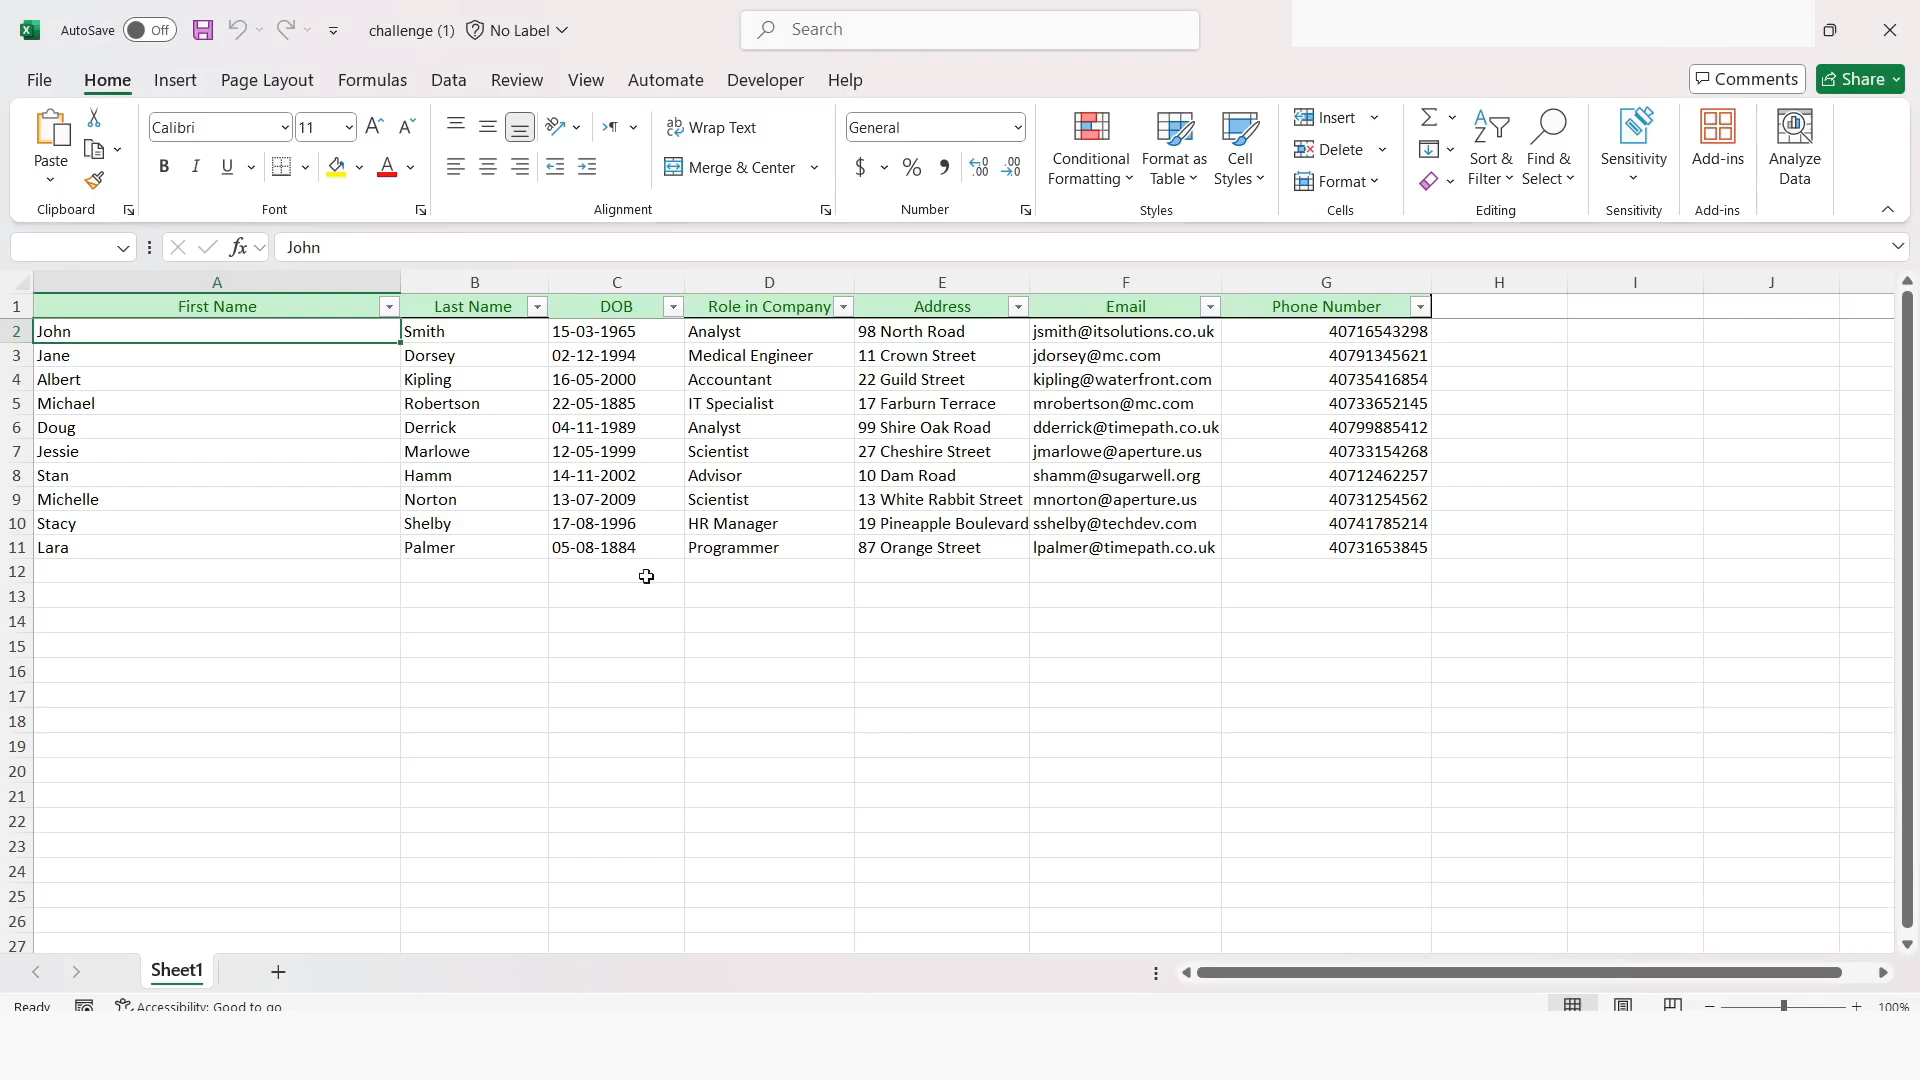 AutoSave Off challenge (1) No Label Search
File Home Insert Page Layout Formulas Data Review View Automate Developer Help Comments Share
Paste Calibri 11 Wrap Text General Conditional Formatting Format as Table Cell Styles Insert Delete Format Sort & Filter Find & Select Sensitivity Add-ins Analyze Data
B I U Merge & Center $ %
Clipboard Font Alignment Number Styles Cells Editing Sensitivity Add-ins
fx John
A B C D E F G H I J
1 First Name Last Name DOB Role in Company Address Email Phone Number
2 John Smith 15-03-1965 Analyst 98 North Road jsmith@itsolutions.co.uk 40716543298
3 Jane Dorsey 02-12-1994 Medical Engineer 11 Crown Street jdorsey@mc.com 40791345621
4 Albert Kipling 16-05-2000 Accountant 22 Guild Street kipling@waterfront.com 40735416854
5 Michael Robertson 22-05-1885 IT Specialist 17 Farburn Terrace mrobertson@mc.com 40733652145
6 Doug Derrick 04-11-1989 Analyst 99 Shire Oak Road dderrick@timepath.co.uk 40799885412
7 Jessie Marlowe 12-05-1999 Scientist 27 Cheshire Street jmarlowe@aperture.us 40733154268
8 Stan Hamm 14-11-2002 Advisor 10 Dam Road shamm@sugarwell.org 40712462257
9 Michelle Norton 13-07-2009 Scientist 13 White Rabbit Street mnorton@aperture.us 40731254562
10 Stacy Shelby 17-08-1996 HR Manager 19 Pineapple Boulevard sshelby@techdev.com 40741785214
11 Lara Palmer 05-08-1884 Programmer 87 Orange Street lpalmer@timepath.co.uk 40731653845
12
13
14
15
16
17
18
19
20
21
22
23
24
25
26
27
Sheet1
Ready Accessibility: Good to go 100%